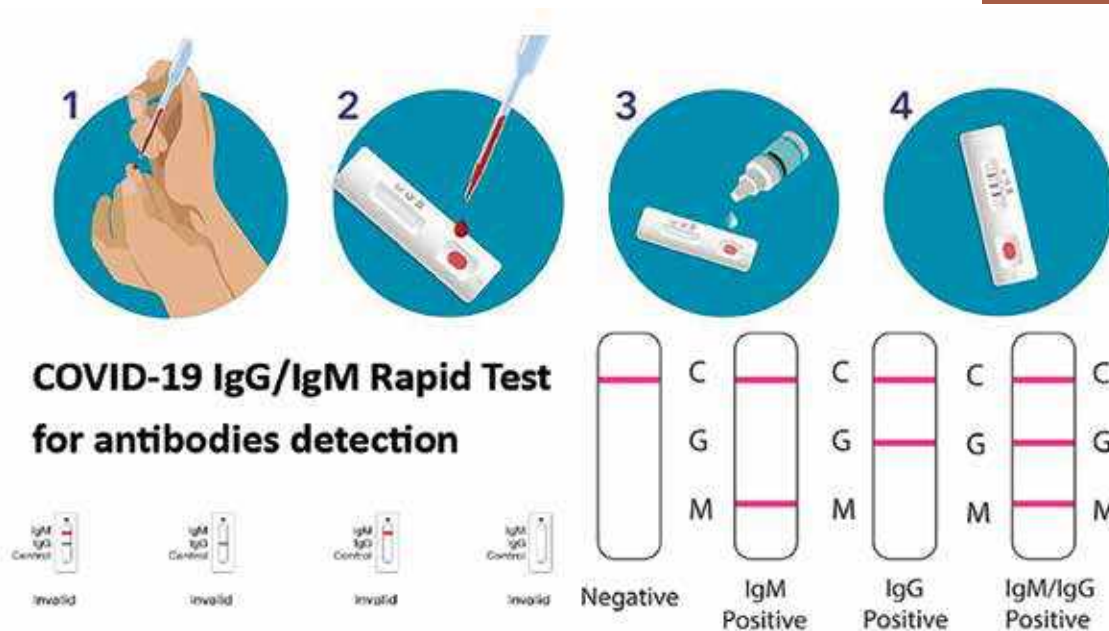 1
2
3
4
COVID-19 IgG/IgM Rapid Test
for antibodies detection
C
G
M
C
G
M
C
G
M
C
G
M
Negative
IgM
Positive
IgG
Positive
IgM/IgG
Positive
IgM
IgG
Control
Invalid
IgM
IgG
Control
Invalid
IgM
IgG
Control
Invalid
IgM
IgG
Control
Invalid